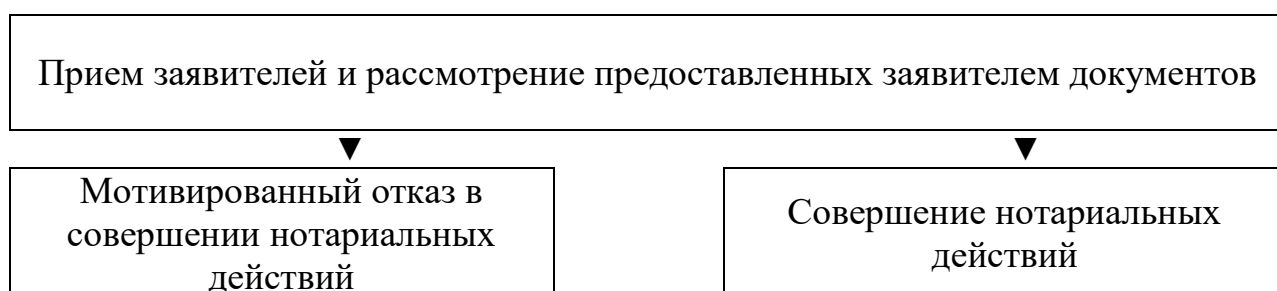 Прием заявителей и рассмотрение предоставленных заявителем документов
Мотивированный отказ в
совершении нотариальных
действий
Совершение нотариальных
действий